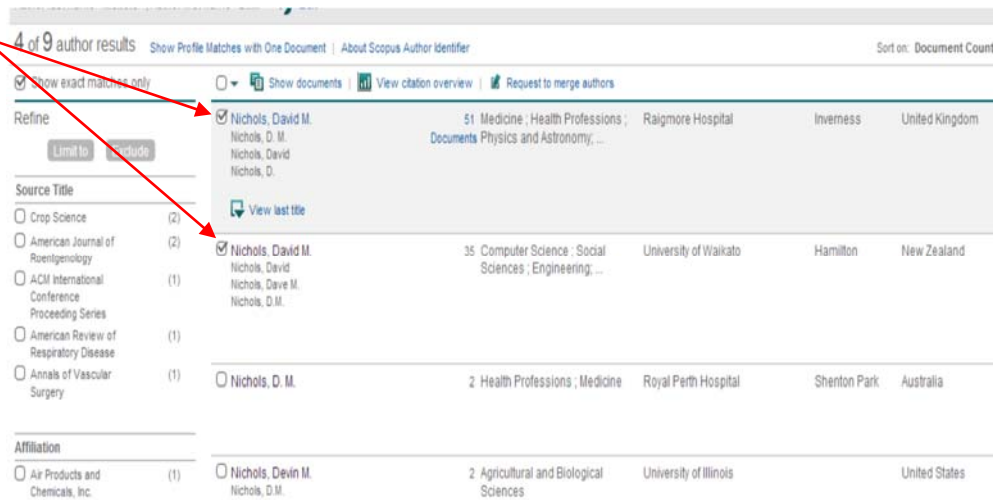 4 of 9 author results Show Profile Matches with One Document | About Scopus Author Identifier Sort on: Document Count
Show exact matches only
Show documents | View citation overview | Request to merge authors
Refine
Limit to Exclude
Source Title
Crop Science (2)
American Journal of (2)
Roentgenology
ACM International (1)
Conference
Proceeding Series
American Review of (1)
Respiratory Disease
Annals of Vascular (1)
Surgery
Affiliation
Air Products and (1)
Chemicals, Inc.
Nichols, David M. 51 Medicine ; Health Professions ; Raigmore Hospital Inverness United Kingdom
Nichols, D. M. Documents Physics and Astronomy; ...
Nichols, David
Nichols, D.
View last title
Nichols, David M. 35 Computer Science ; Social University of Waikato Hamilton New Zealand
Nichols, David Sciences ; Engineering; ...
Nichols, Dave M.
Nichols, D.M.
Nichols, D. M. 2 Health Professions ; Medicine Royal Perth Hospital Shenton Park Australia
Nichols, Devin M. 2 Agricultural and Biological University of Illinois United States
Nichols, D.M. Sciences